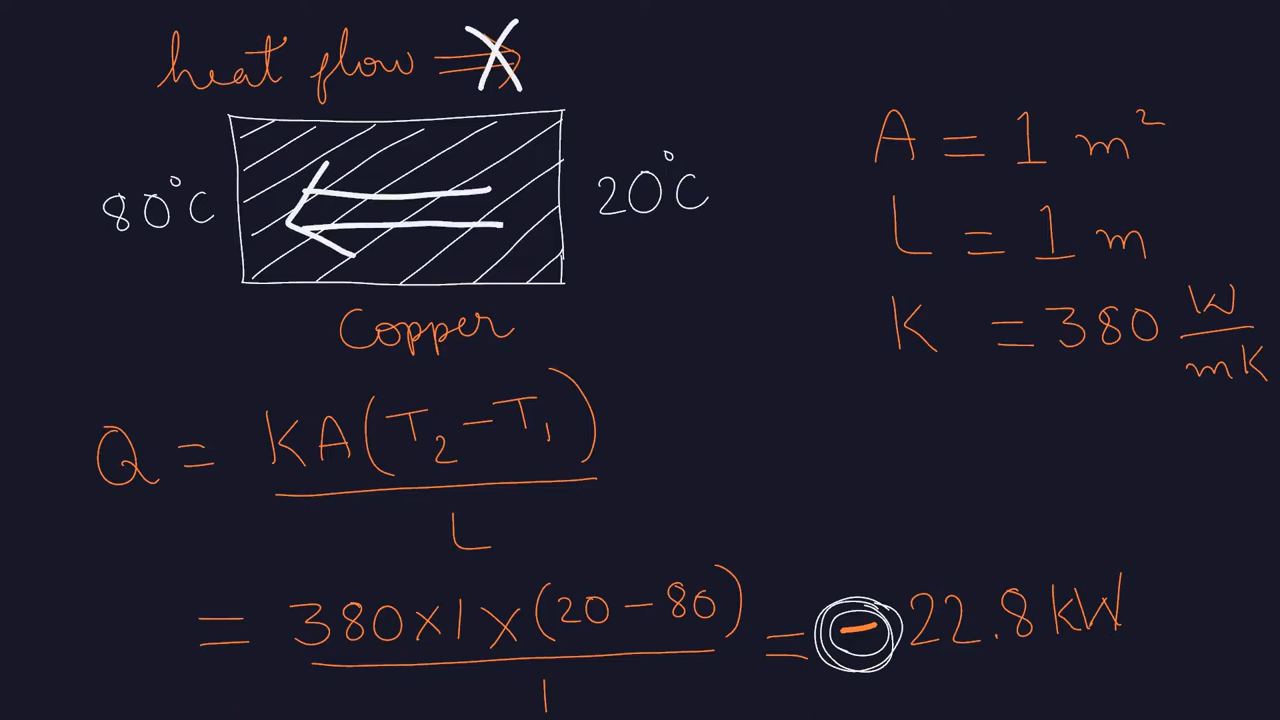 heat flow ⇒
80°C
20°C
Copper
A = 1 m²
L = 1 m
K = 380 W/mK
Q = KA(T₂ - T₁)/L
= 380 x 1 x (20 - 80)/1 = - 22.8 kW